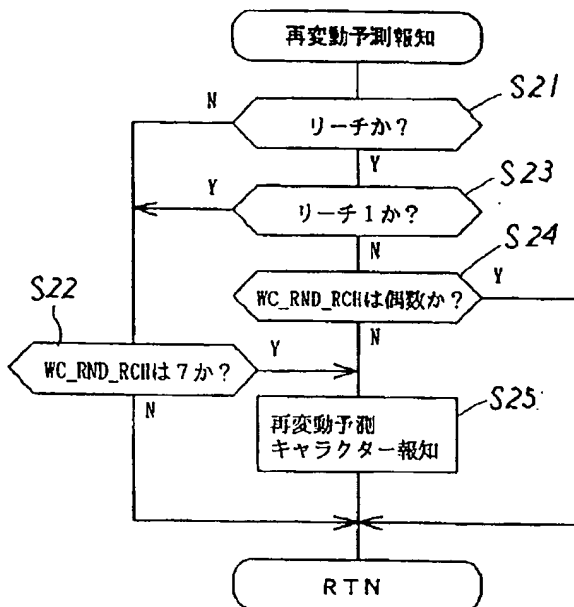 再変動予測報知
S21
N
リーチか？
Y
S23
Y
リーチ１か？
N
S24
WC_RND_RCHは偶数か？
Y
S22
N
WC_RND_RCHは７か？
Y
N
S25
再変動予測
キャラクター報知
RTN